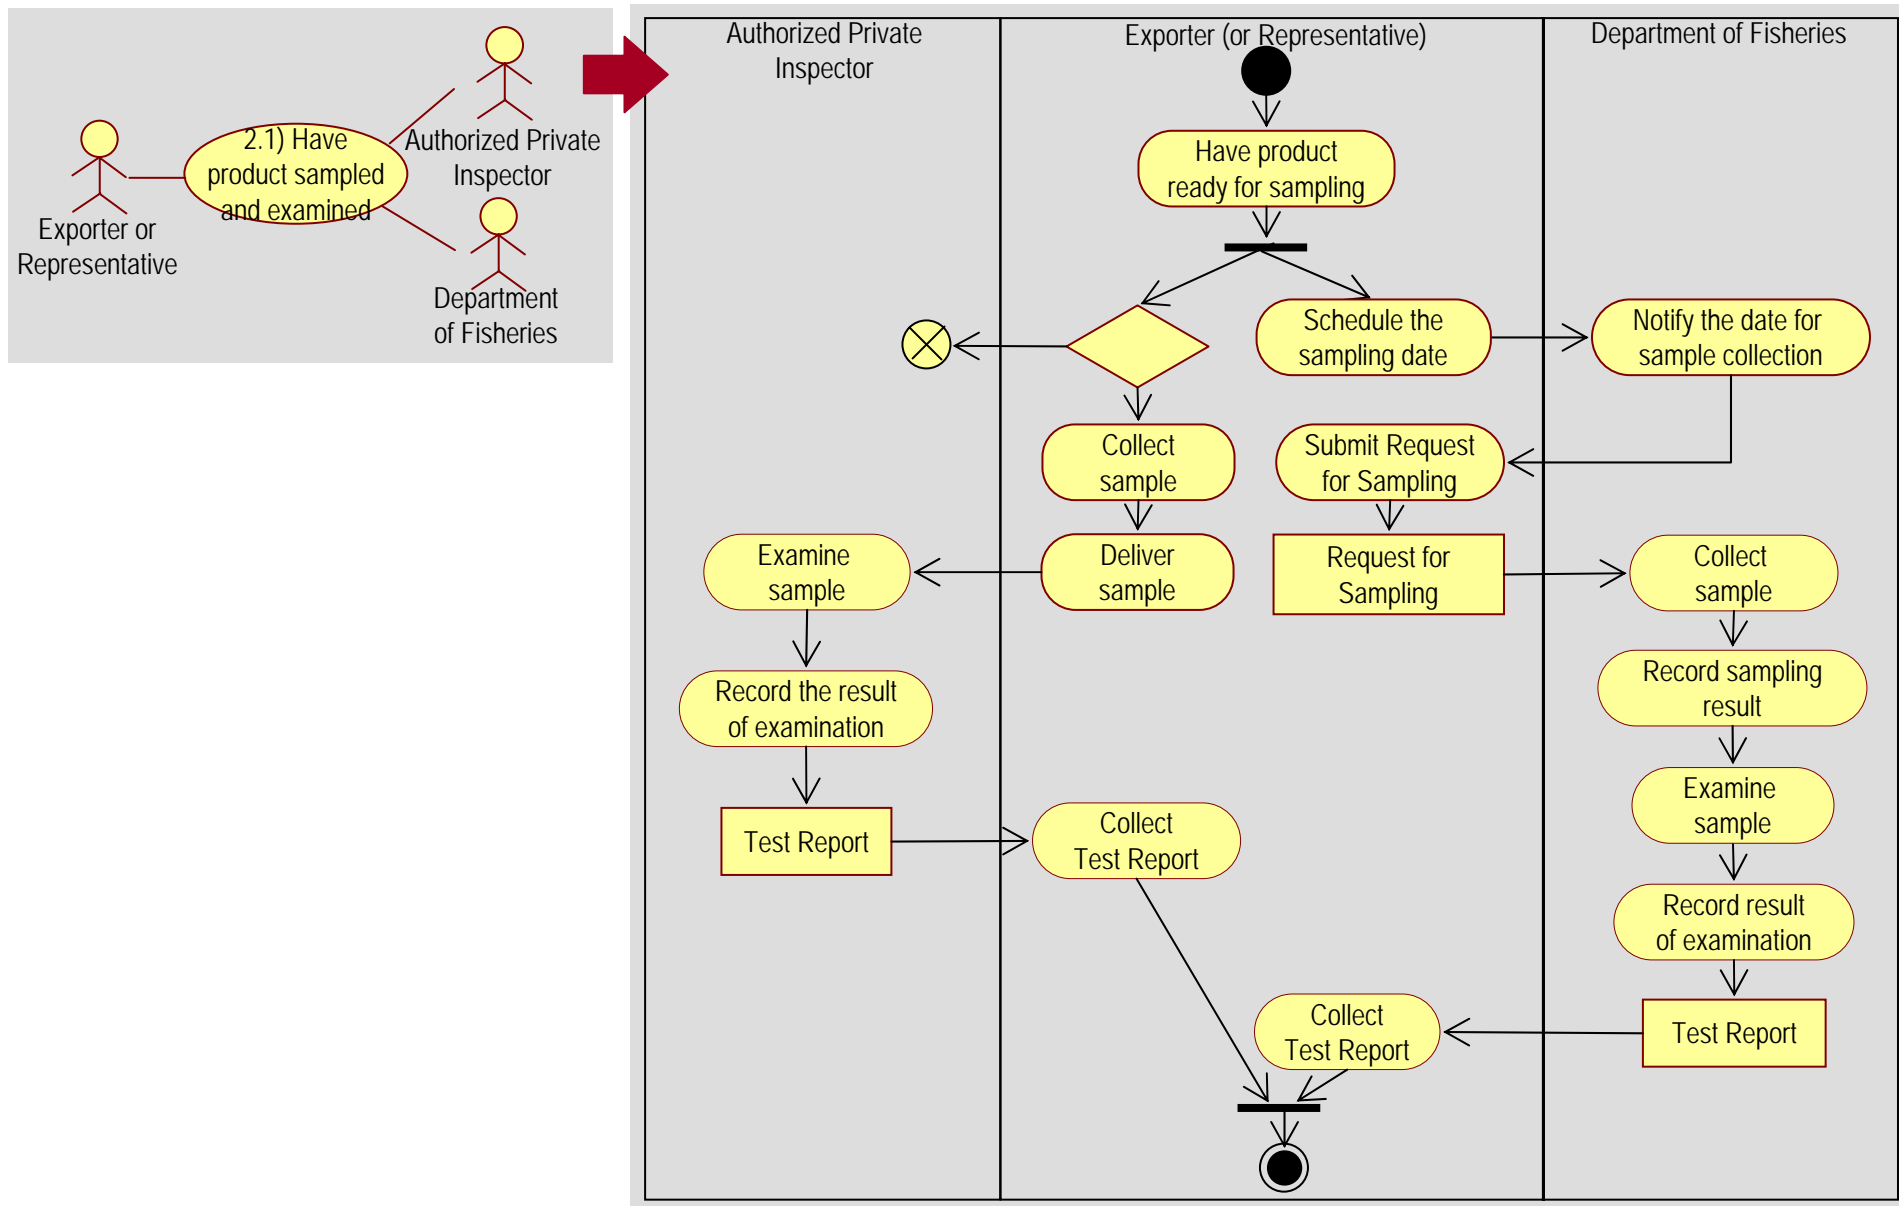 2.1) Have
product sampled
and examined
Authorized Private
Inspector
Exporter or
Representative
Department
of Fisheries
Authorized Private
Inspector
Exporter (or Representative)
Department of Fisheries
Have product
ready for sampling
Schedule the
sampling date
Notify the date for
sample collection
Collect
sample
Submit Request
for Sampling
Examine
sample
Deliver
sample
Request for
Sampling
Collect
sample
Record the result
of examination
Record sampling
result
Examine
sample
Test Report
Collect
Test Report
Record result
of examination
Collect
Test Report
Test Report